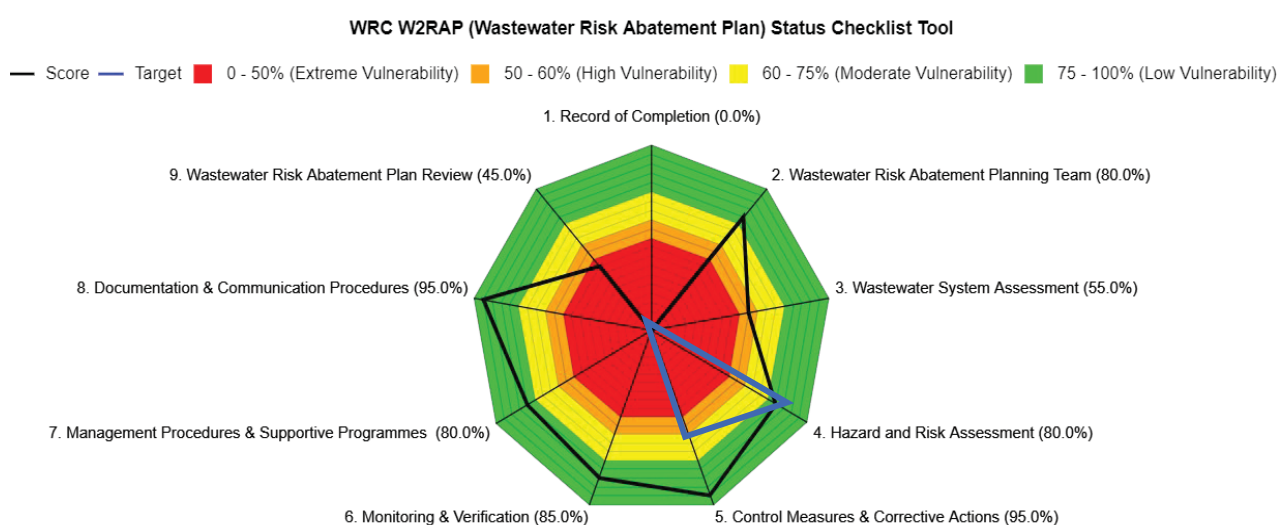 WRC W2RAP (Wastewater Risk Abatement Plan) Status Checklist Tool
Score Target 0 - 50% (Extreme Vulnerability) 50 - 60% (High Vulnerability) 60 - 75% (Moderate Vulnerability) 75 - 100% (Low Vulnerability)
1. Record of Completion (0.0%)
9. Wastewater Risk Abatement Plan Review (45.0%)
2. Wastewater Risk Abatement Planning Team (80.0%)
8. Documentation & Communication Procedures (95.0%)
3. Wastewater System Assessment (55.0%)
7. Management Procedures & Supportive Programmes (80.0%)
4. Hazard and Risk Assessment (80.0%)
6. Monitoring & Verification (85.0%)
5. Control Measures & Corrective Actions (95.0%)